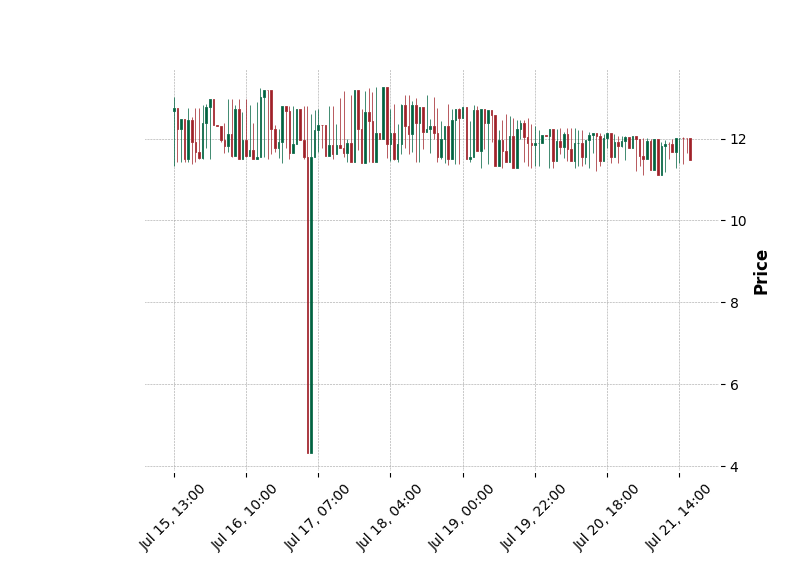 12
10
8
6
4
Price
Jul 15, 13:00
Jul 16, 10:00
Jul 17, 07:00
Jul 18, 04:00
Jul 19, 00:00
Jul 19, 22:00
Jul 20, 18:00
Jul 21, 14:00